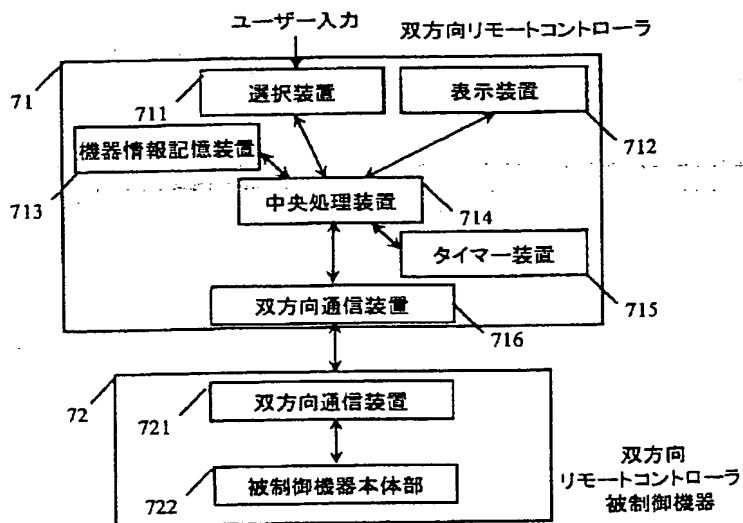 ユーザー入力
双方向リモートコントローラ
71
711
選択装置
表示装置
712
機器情報記憶装置
713
中央処理装置
714
タイマー装置
715
双方向通信装置
716
72
721
双方向通信装置
722
被制御機器本体部
双方向
リモートコントローラ
被制御機器